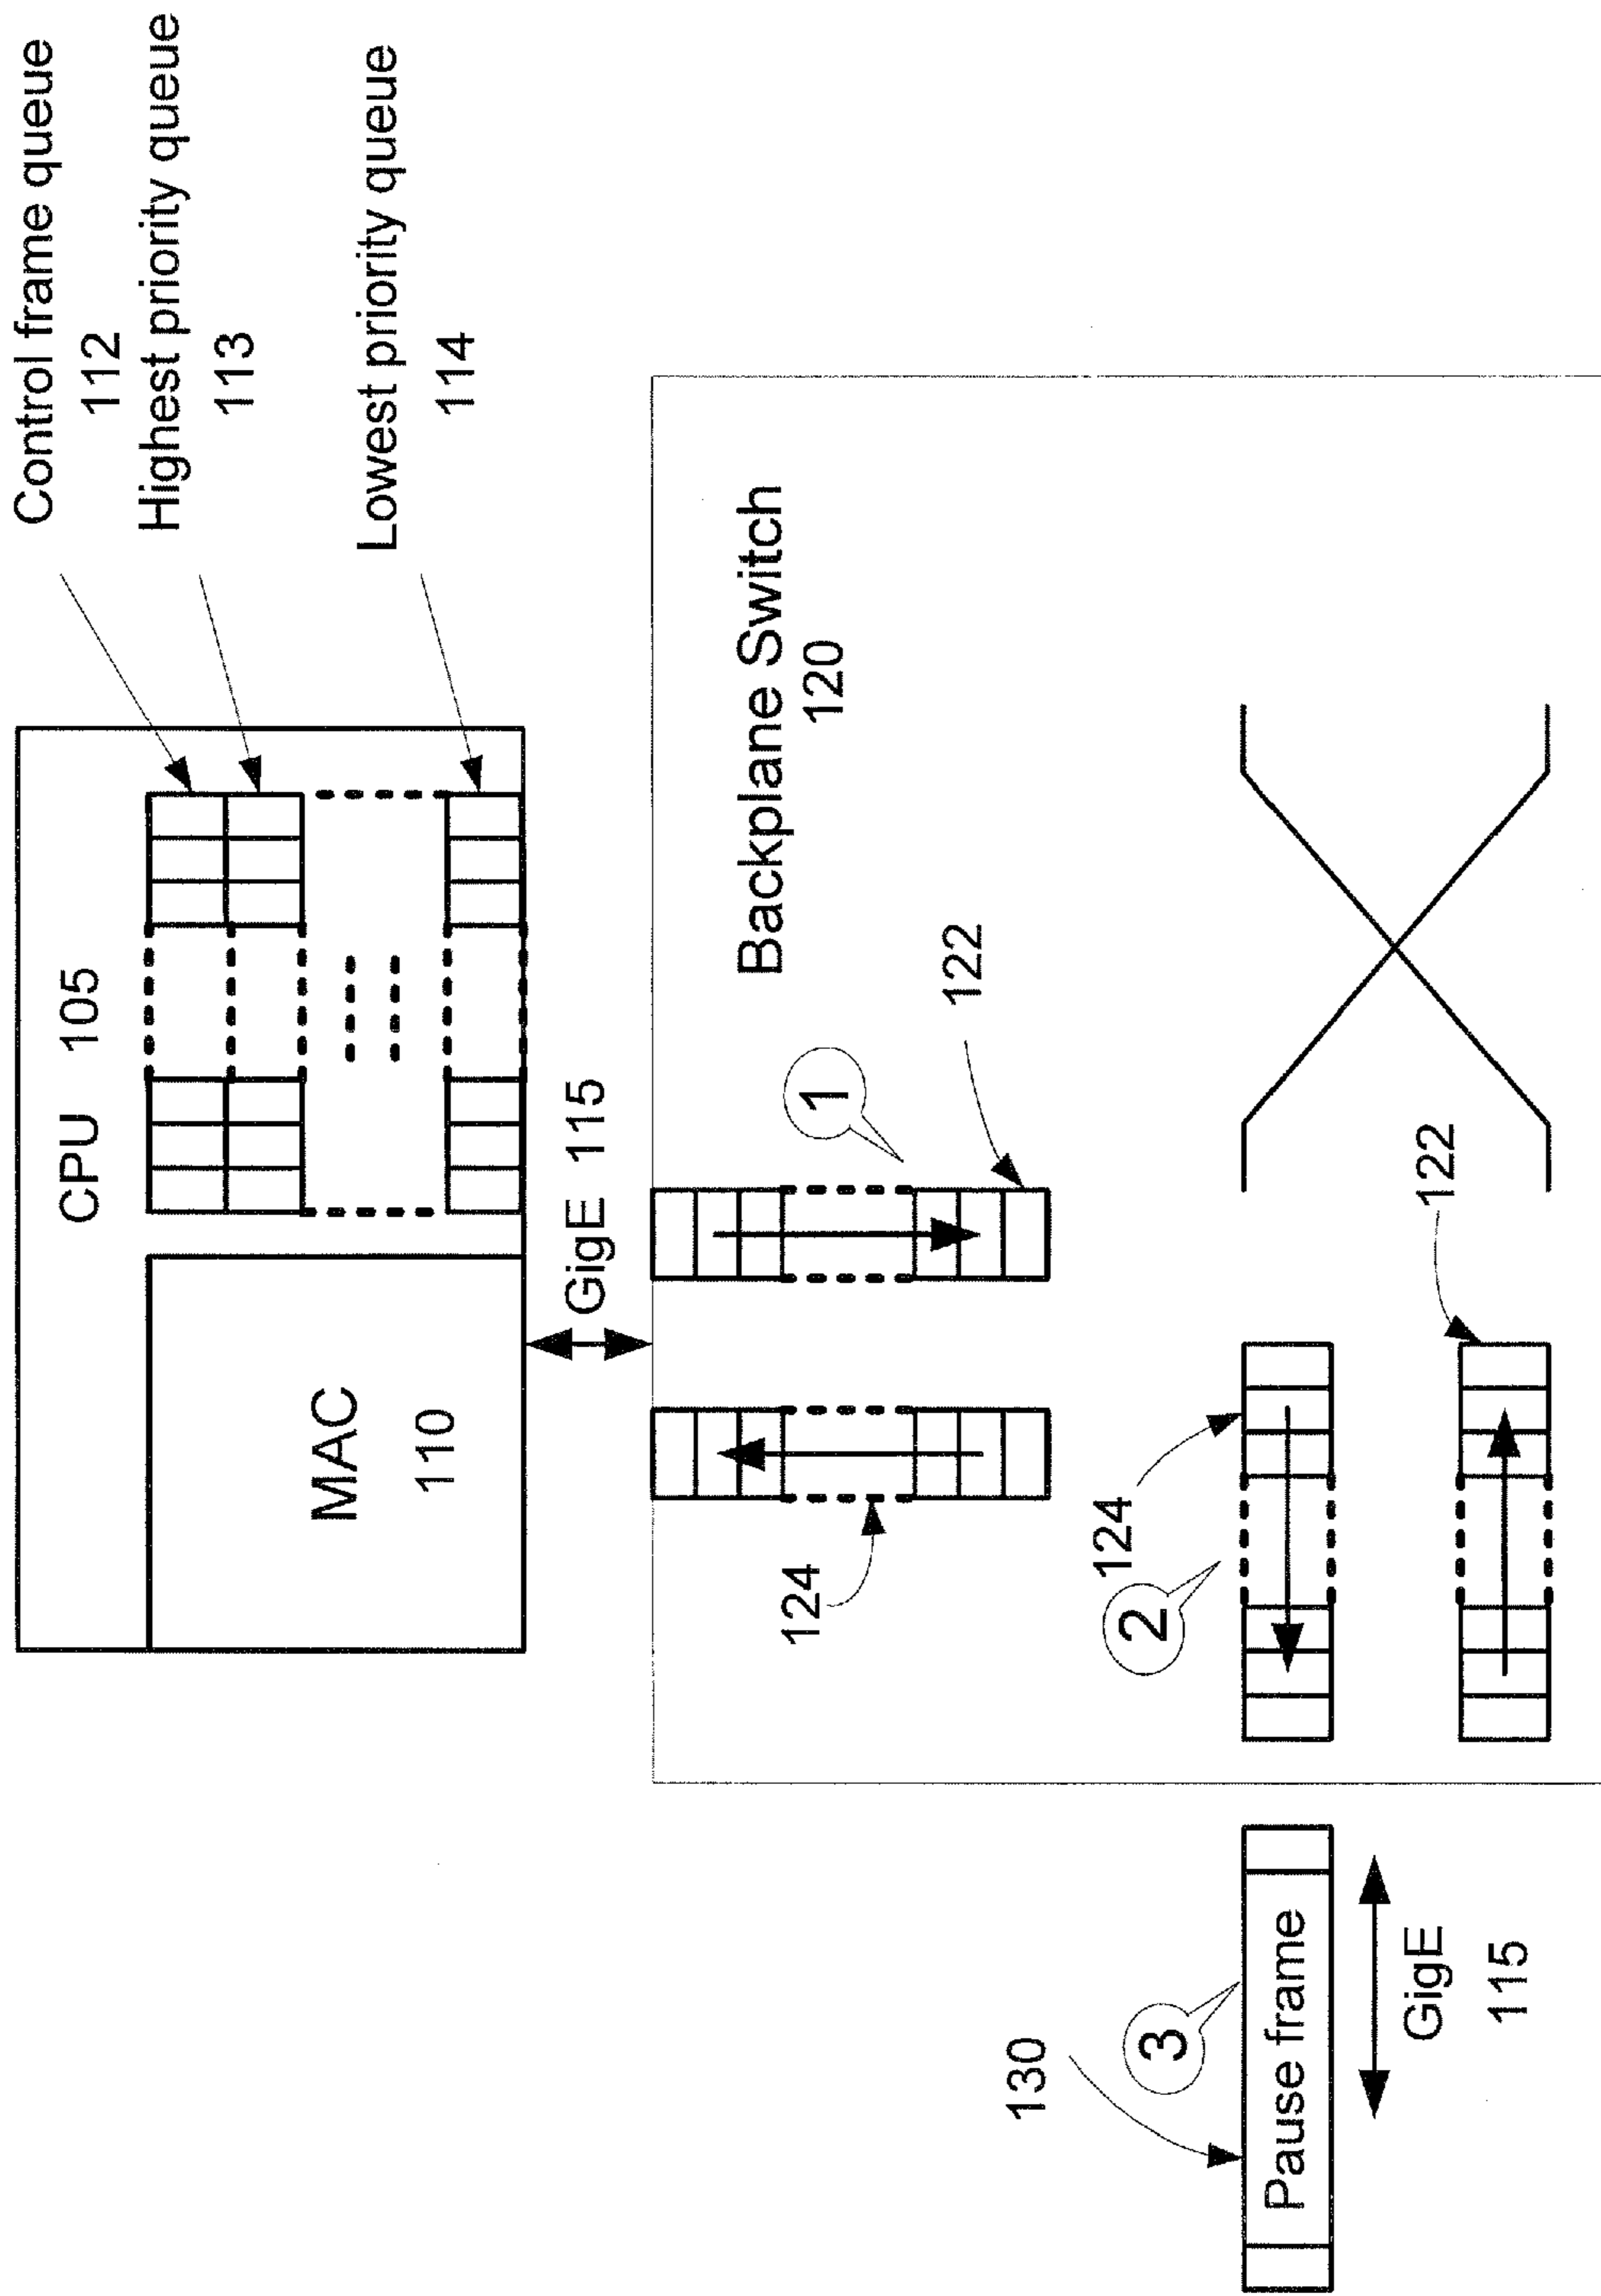 Control frame queue
112
Highest priority queue
113
Lowest priority queue
114
CPU 105
MAC
110
GigE 115
Backplane Switch
120
1
122
124
124
2
122
130
3
Pause frame
GigE
115